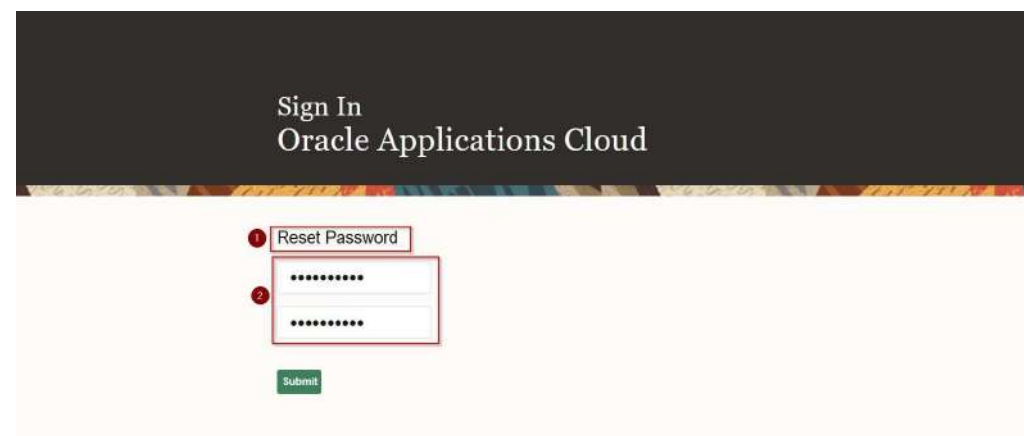 Sign In
Oracle Applications Cloud
1 Reset Password
••••••••••
2
••••••••••
Submit